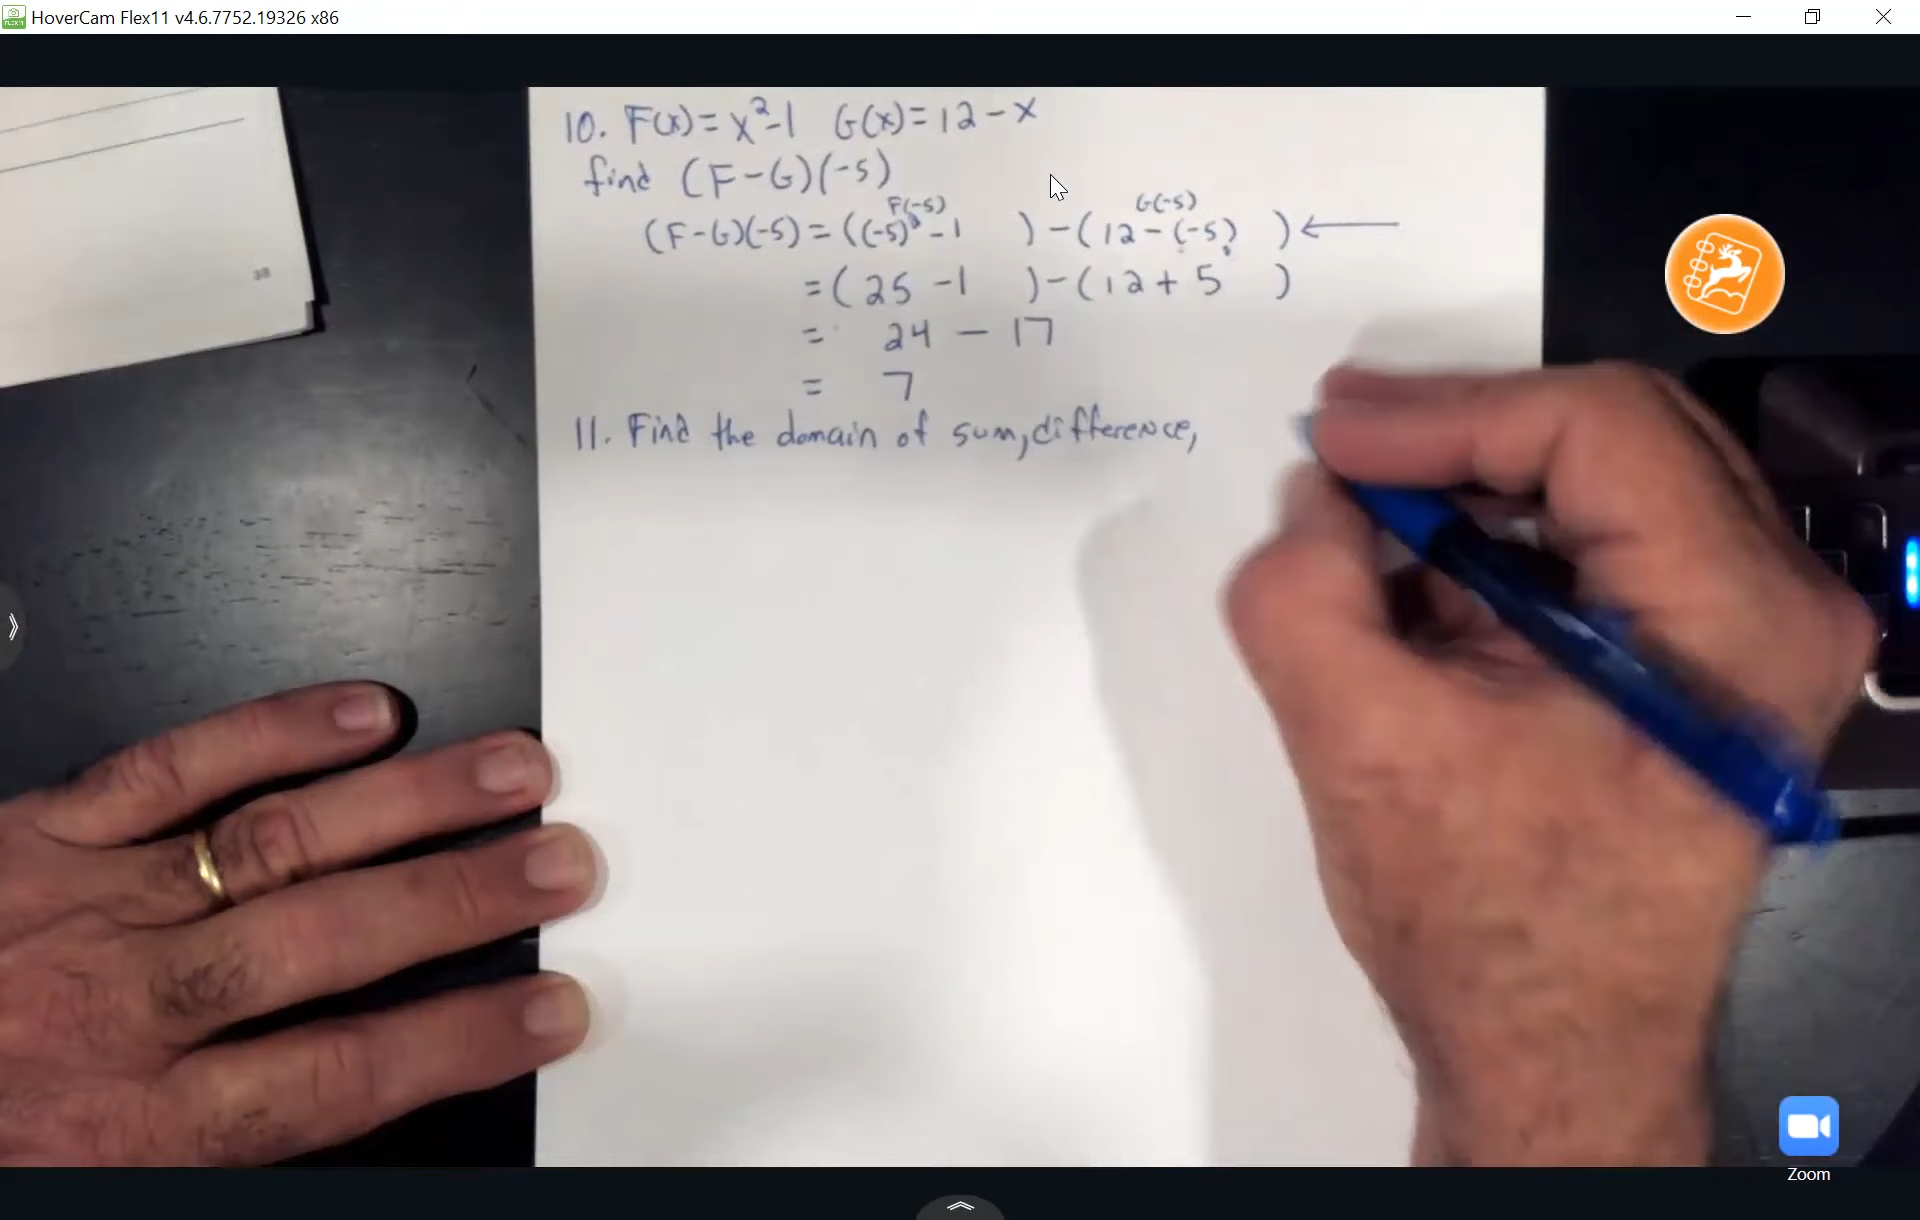 HoverCam Flex11 v4.6.7752.19326 x86
10. F(x) = x²-1 G(x) = 12 - x
find (F-G)(-5)
F(-5) G(-5)
(F-G)(-5) = ((-5)²-1 ) - (12-(-5) ) ←
= (25 -1 ) - (12+5 )
= 24 - 17
= 7
11. Find the domain of sum, difference,
38
Zoom